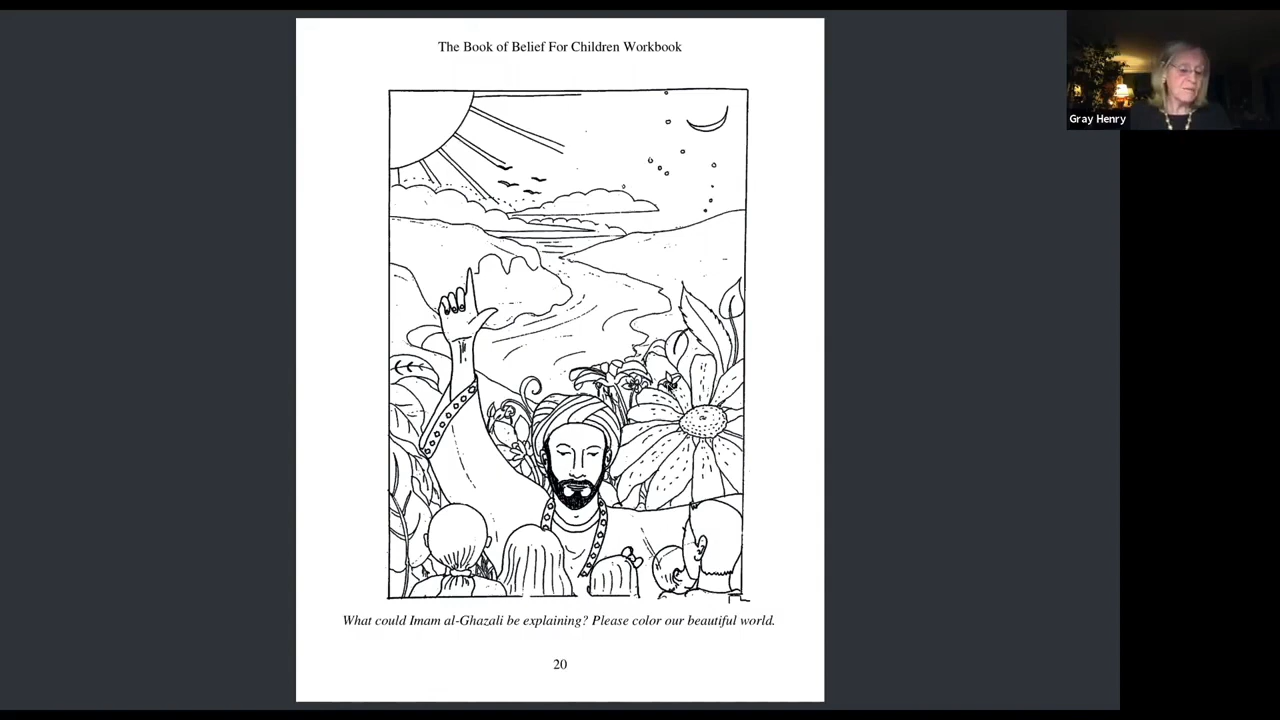 The Book of Belief For Children Workbook
Gray Henry
What could Imam al-Ghazali be explaining? Please color our beautiful world.
20